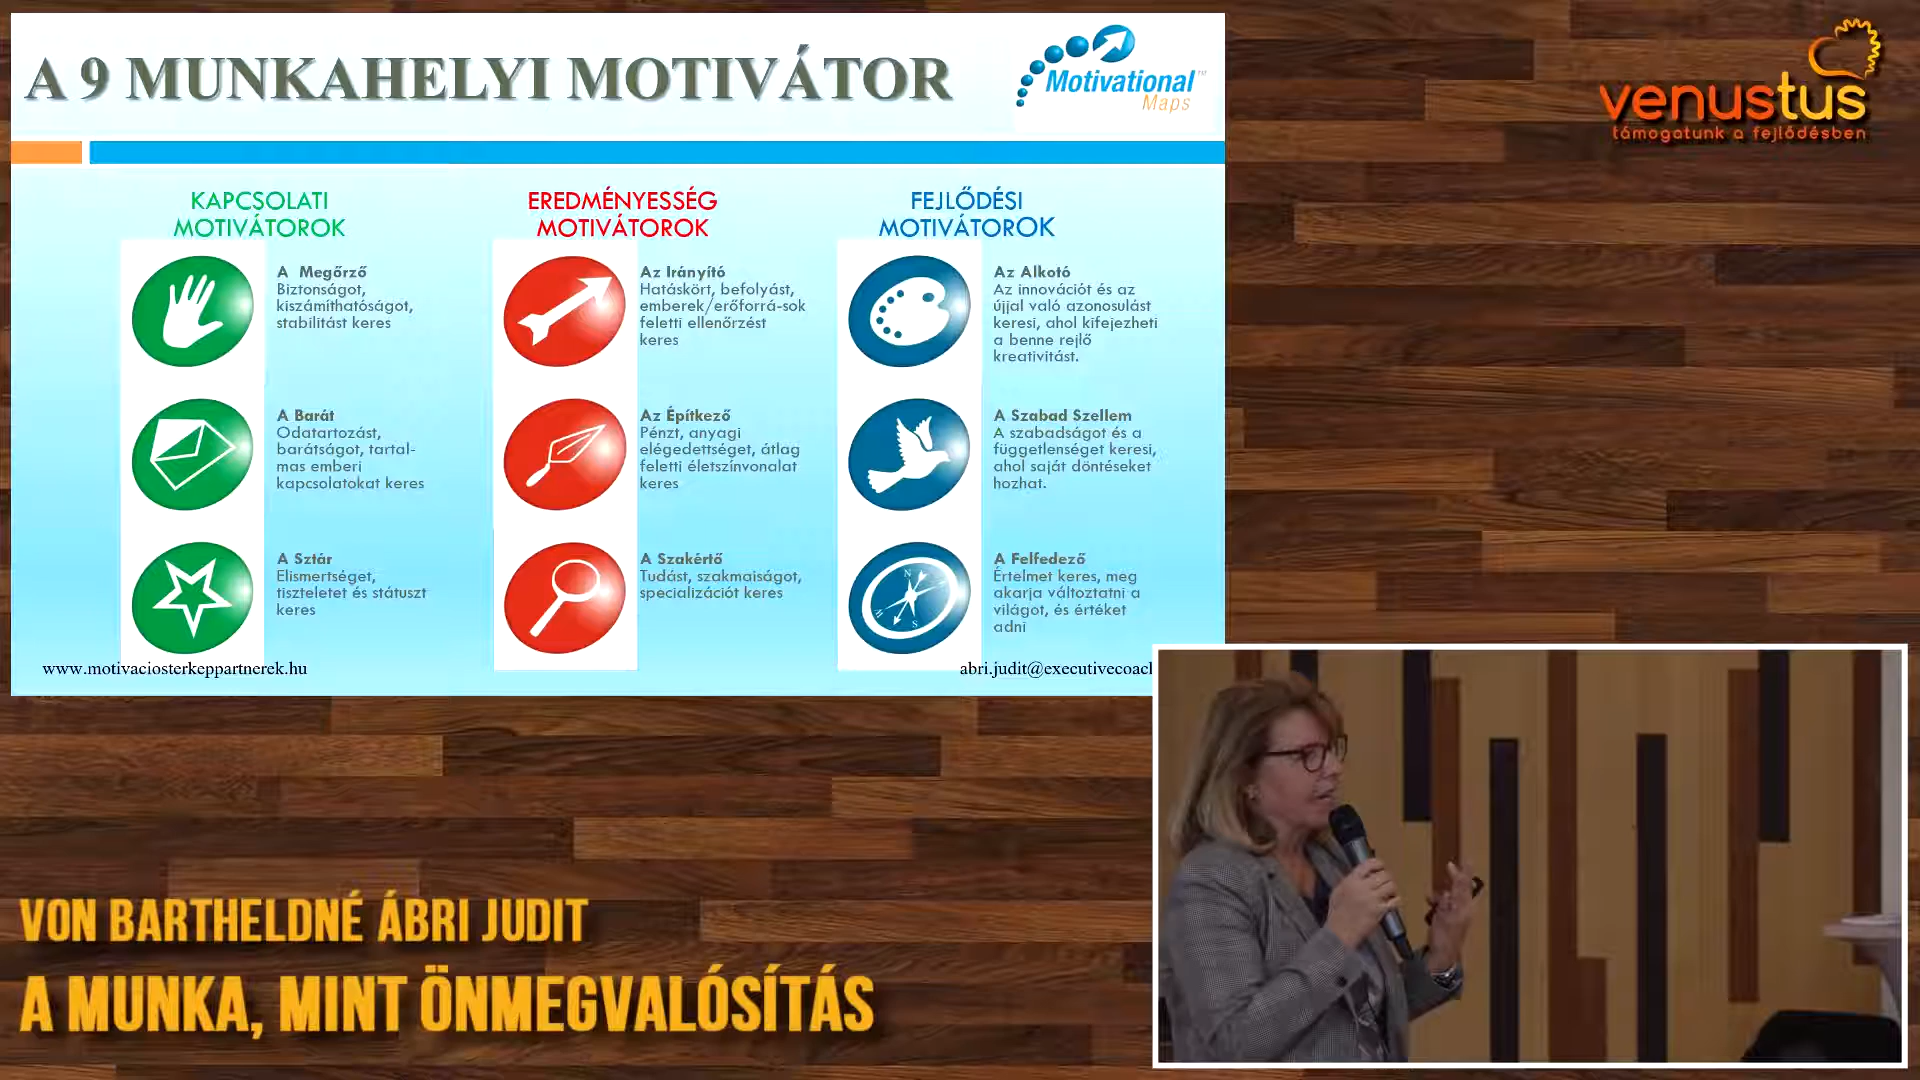 A 9 MUNKAHELYI MOTIVÁTOR
Motivational™
Maps
venustus
támogatunk a fejlődésben
KAPCSOLATI
MOTIVÁTOROK
A Megőrző
Biztonságot,
kiszámíthatóságot,
stabilitást keres
A Barát
Odatartozást,
barátságot, tartal-
mas emberi
kapcsolatokat keres
A Sztár
Elismertséget,
tiszteletet és státuszt
keres
EREDMÉNYESSÉG
MOTIVÁTOROK
Az Irányító
Hatáskört, befolyást,
emberek/erőforrá-sok
feletti ellenőrzést
keres
Az Építkező
Pénzt, anyagi
elégedettséget, átlag
feletti életszínvonalat
keres
A Szakértő
Tudást, szakmaiságot,
specializációt keres
FEJLŐDÉSI
MOTIVÁTOROK
Az Alkotó
Az innovációt és az
újjal való azonosulást
keresi, ahol kifejezheti
a benne rejlő
kreativitást.
A Szabad Szellem
A szabadságot és a
függetlenséget keresi,
ahol saját döntéseket
hozhat.
N
S
A Felfedező
Értelmet keres, meg
akarja változtatni a
világot, és értéket
adni
www.motivaciosterkeppartnerek.hu
abri.judit@executivecoach
VON BARTHELDNÉ ÁBRI JUDIT
A MUNKA, MINT ÖNMEGVALÓSÍTÁS